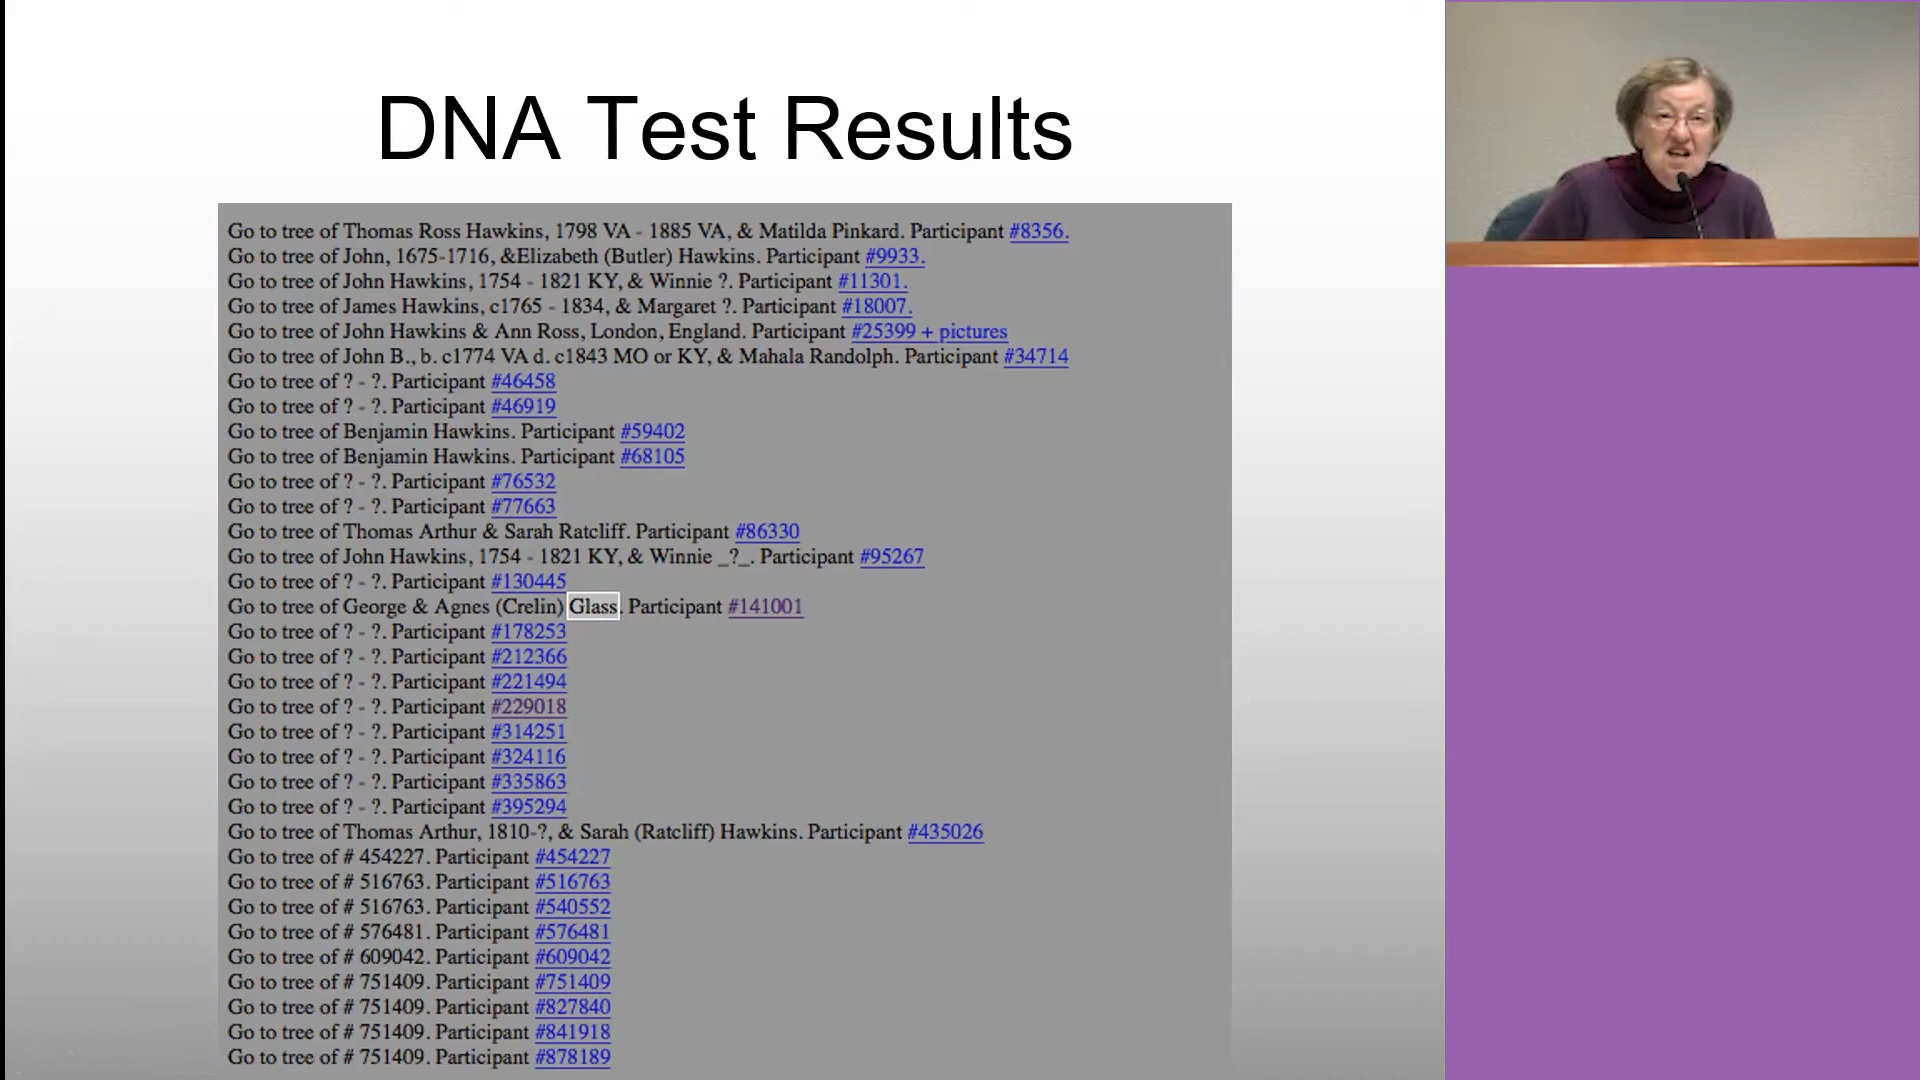 DNA Test Results
Go to tree of Thomas Ross Hawkins, 1798 VA - 1885 VA, & Matilda Pinkard. Participant #8356.
Go to tree of John, 1675-1716, &Elizabeth (Butler) Hawkins. Participant #9933.
Go to tree of John Hawkins, 1754 - 1821 KY, & Winnie ?. Participant #11301.
Go to tree of James Hawkins, c1765 - 1834, & Margaret ?. Participant #18007.
Go to tree of John Hawkins & Ann Ross, London, England. Participant #25399 + pictures
Go to tree of John B., b. c1774 VA d. c1843 MO or KY, & Mahala Randolph. Participant #34714
Go to tree of ? - ?. Participant #46458
Go to tree of ? - ?. Participant #46919
Go to tree of Benjamin Hawkins. Participant #59402
Go to tree of Benjamin Hawkins. Participant #68105
Go to tree of ? - ?. Participant #76532
Go to tree of ? - ?. Participant #77663
Go to tree of Thomas Arthur & Sarah Ratcliff. Participant #86330
Go to tree of John Hawkins, 1754 - 1821 KY, & Winnie _?_. Participant #95267
Go to tree of ? - ?. Participant #130445
Go to tree of George & Agnes (Crelin) Glass. Participant #141001
Go to tree of ? - ?. Participant #178253
Go to tree of ? - ?. Participant #212366
Go to tree of ? - ?. Participant #221494
Go to tree of ? - ?. Participant #229018
Go to tree of ? - ?. Participant #314251
Go to tree of ? - ?. Participant #324116
Go to tree of ? - ?. Participant #335863
Go to tree of ? - ?. Participant #395294
Go to tree of Thomas Arthur, 1810-?, & Sarah (Ratcliff) Hawkins. Participant #435026
Go to tree of # 454227. Participant #454227
Go to tree of # 516763. Participant #516763
Go to tree of # 516763. Participant #540552
Go to tree of # 576481. Participant #576481
Go to tree of # 609042. Participant #609042
Go to tree of # 751409. Participant #751409
Go to tree of # 751409. Participant #827840
Go to tree of # 751409. Participant #841918
Go to tree of # 751409. Participant #878189